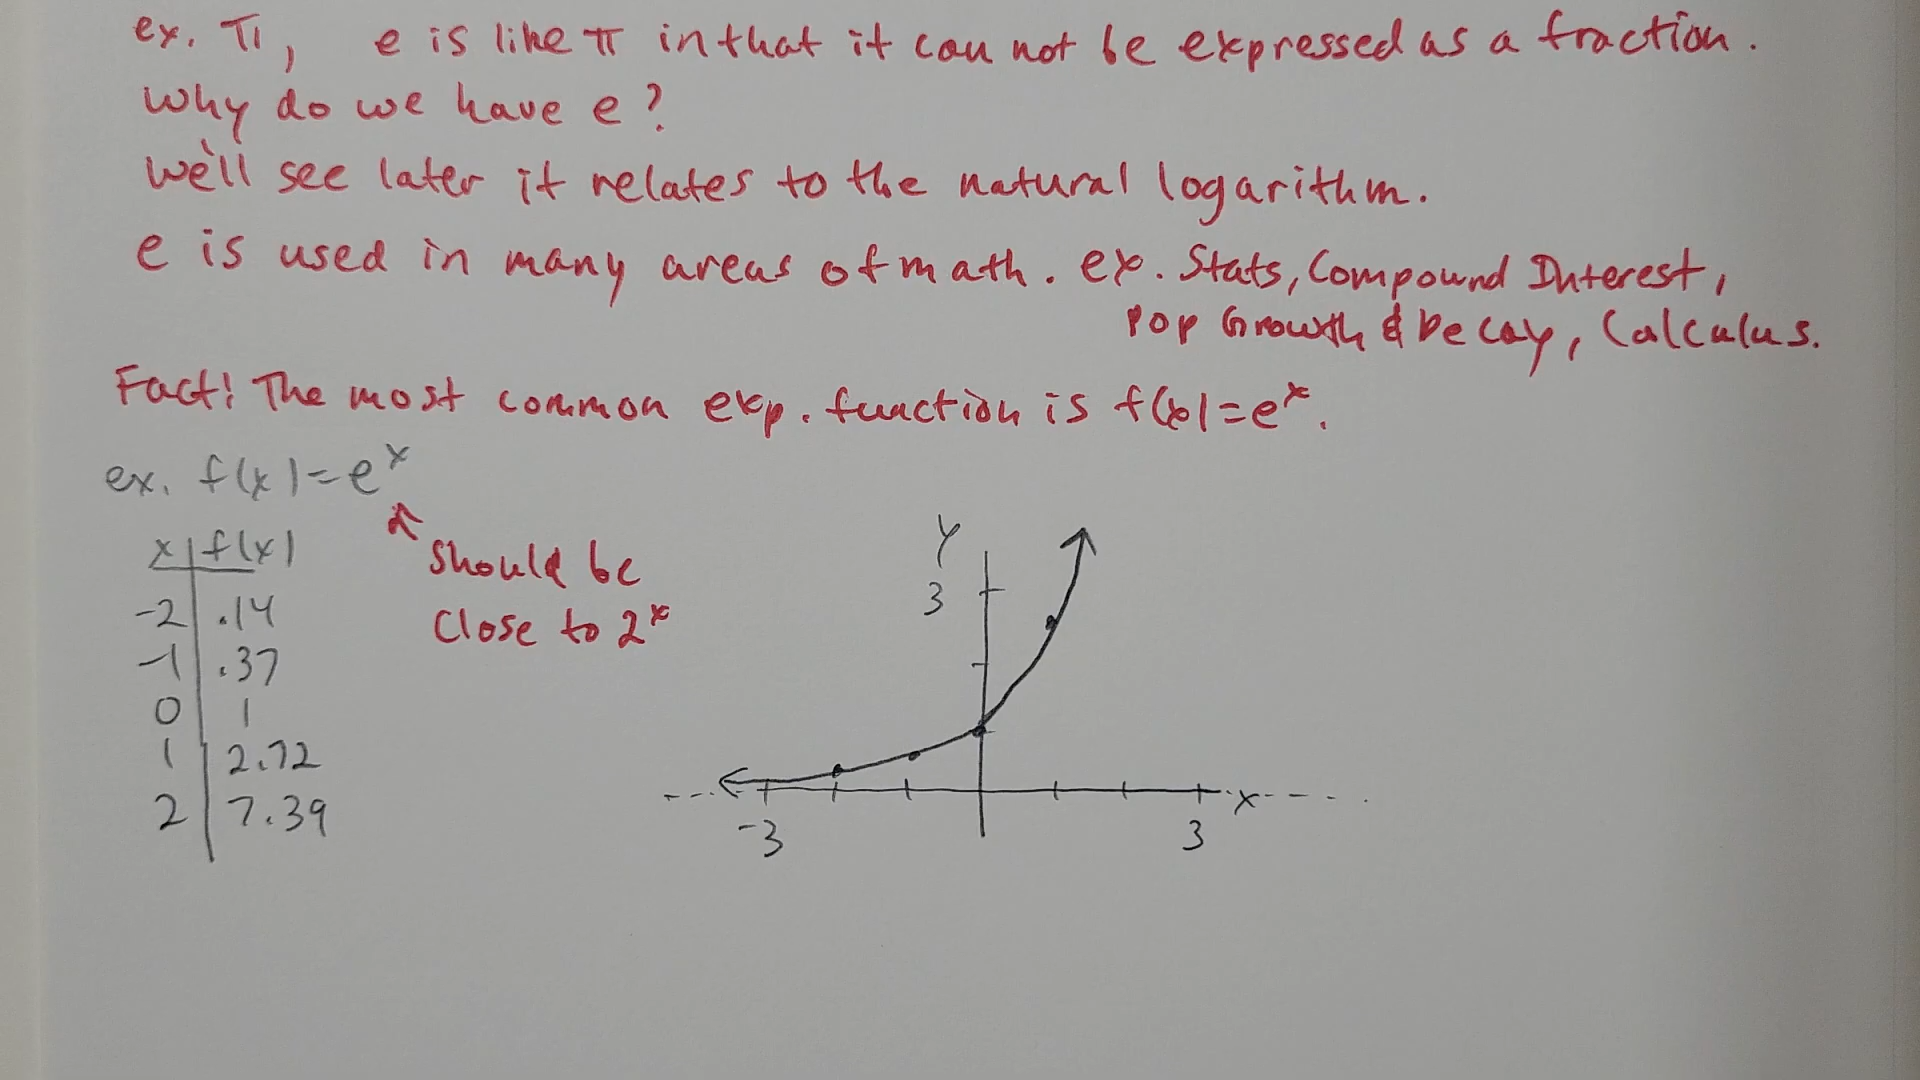 ex. π, e is like π in that it can not be expressed as a fraction.
Why do we have e?
We'll see later it relates to the natural logarithm.
e is used in many areas of math. ex. Stats, Compound Interest,
Pop Growth & Decay, Calculus.
Fact! The most common exp. function is f(x)=eˣ.
ex. f(x)=eˣ
Should be
Close to 2ˣ
x f(x)
-2 .14
-1 .37
0 1
1 2.72
2 7.39
Y
3
x
-3 3